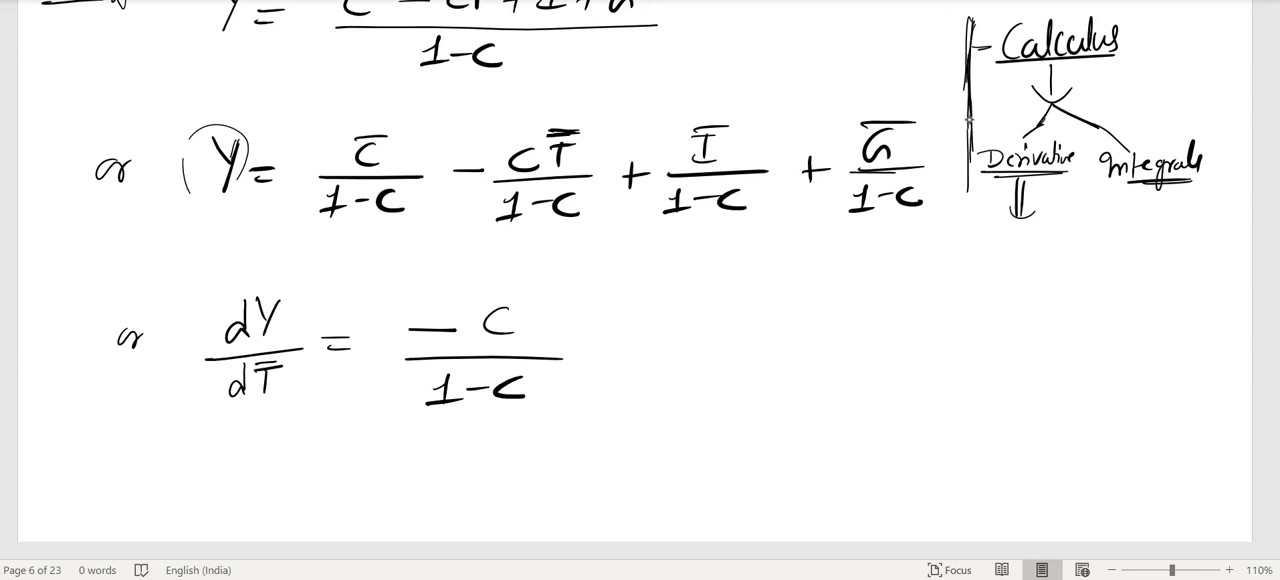 Y =
1-C
- Calculus
Derivative Integrals
or Y = C̄/1-C - CT̄/1-C + Ī/1-C + Ḡ/1-C
or dY/dT̄ = -C/1-C
Page 6 of 23 0 words English (India) Focus - + 110%